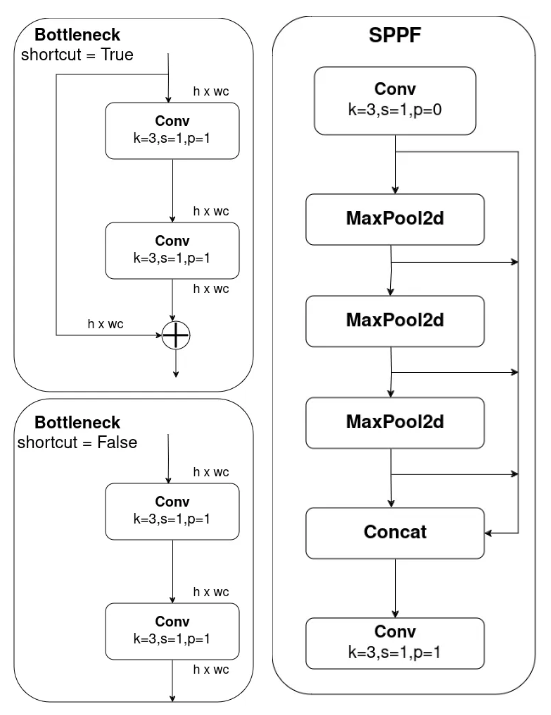 Bottleneck
shortcut = True
h x wc
Conv
k=3,s=1,p=1
h x wc
Conv
k=3,s=1,p=1
h x wc
h x wc
Bottleneck
shortcut = False
h x wc
Conv
k=3,s=1,p=1
h x wc
Conv
k=3,s=1,p=1
h x wc
SPPF
Conv
k=3,s=1,p=0
MaxPool2d
MaxPool2d
MaxPool2d
Concat
Conv
k=3,s=1,p=1